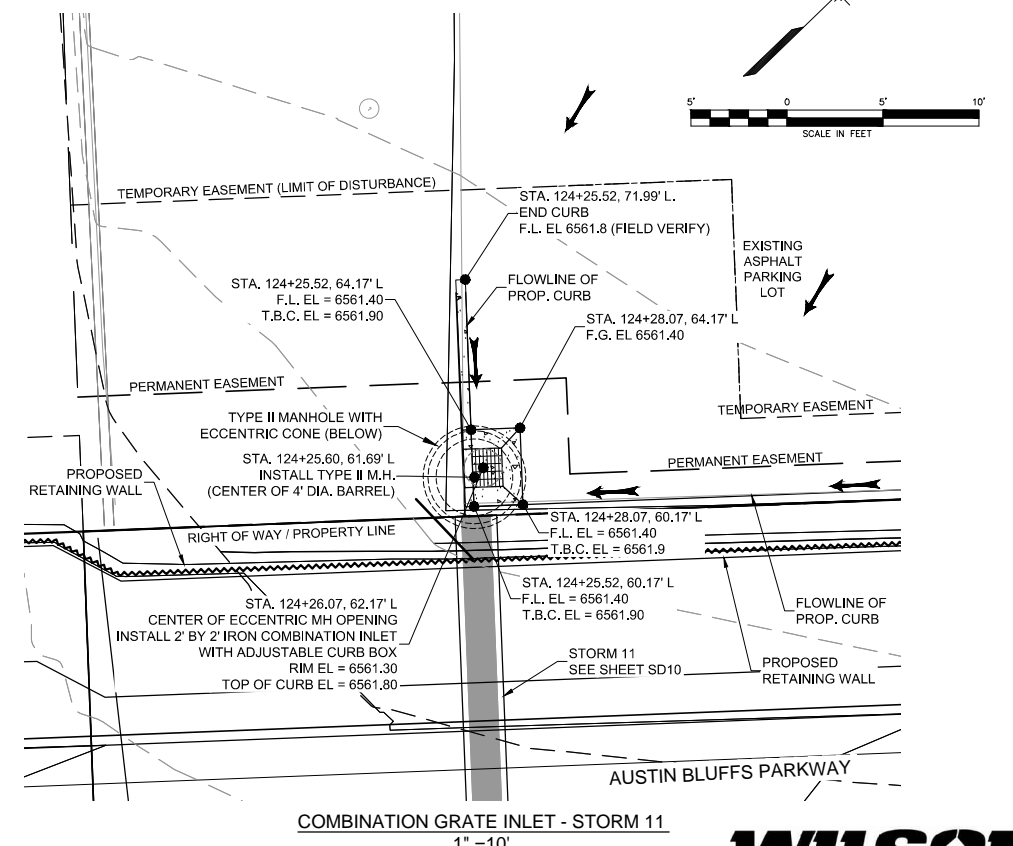 5'
0
5'
10'
SCALE IN FEET
TEMPORARY EASEMENT (LIMIT OF DISTURBANCE)
STA. 124+25.52, 71.99' L.
END CURB
F.L. EL 6561.8 (FIELD VERIFY)
EXISTING
ASPHALT
PARKING
LOT
STA. 124+25.52, 64.17' L
F.L. EL = 6561.40
T.B.C. EL = 6561.90
FLOWLINE OF
PROP. CURB
STA. 124+28.07, 64.17' L
F.G. EL 6561.40
PERMANENT EASEMENT
TEMPORARY EASEMENT
TYPE II MANHOLE WITH
ECCENTRIC CONE (BELOW)
STA. 124+25.60, 61.69' L
INSTALL TYPE II M.H.
(CENTER OF 4' DIA. BARREL)
PERMANENT EASEMENT
PROPOSED
RETAINING WALL
RIGHT OF WAY / PROPERTY LINE
STA. 124+28.07, 60.17' L
F.L. EL = 6561.40
T.B.C. EL = 6561.9
STA. 124+25.52, 60.17' L
F.L. EL = 6561.40
T.B.C. EL = 6561.90
STA. 124+26.07, 62.17' L
CENTER OF ECCENTRIC MH OPENING
INSTALL 2' BY 2' IRON COMBINATION INLET
WITH ADJUSTABLE CURB BOX
RIM EL = 6561.30
TOP OF CURB EL = 6561.80
FLOWLINE OF
PROP. CURB
STORM 11
SEE SHEET SD10
PROPOSED
RETAINING WALL
AUSTIN BLUFFS PARKWAY
COMBINATION GRATE INLET - STORM 11
1" =10'